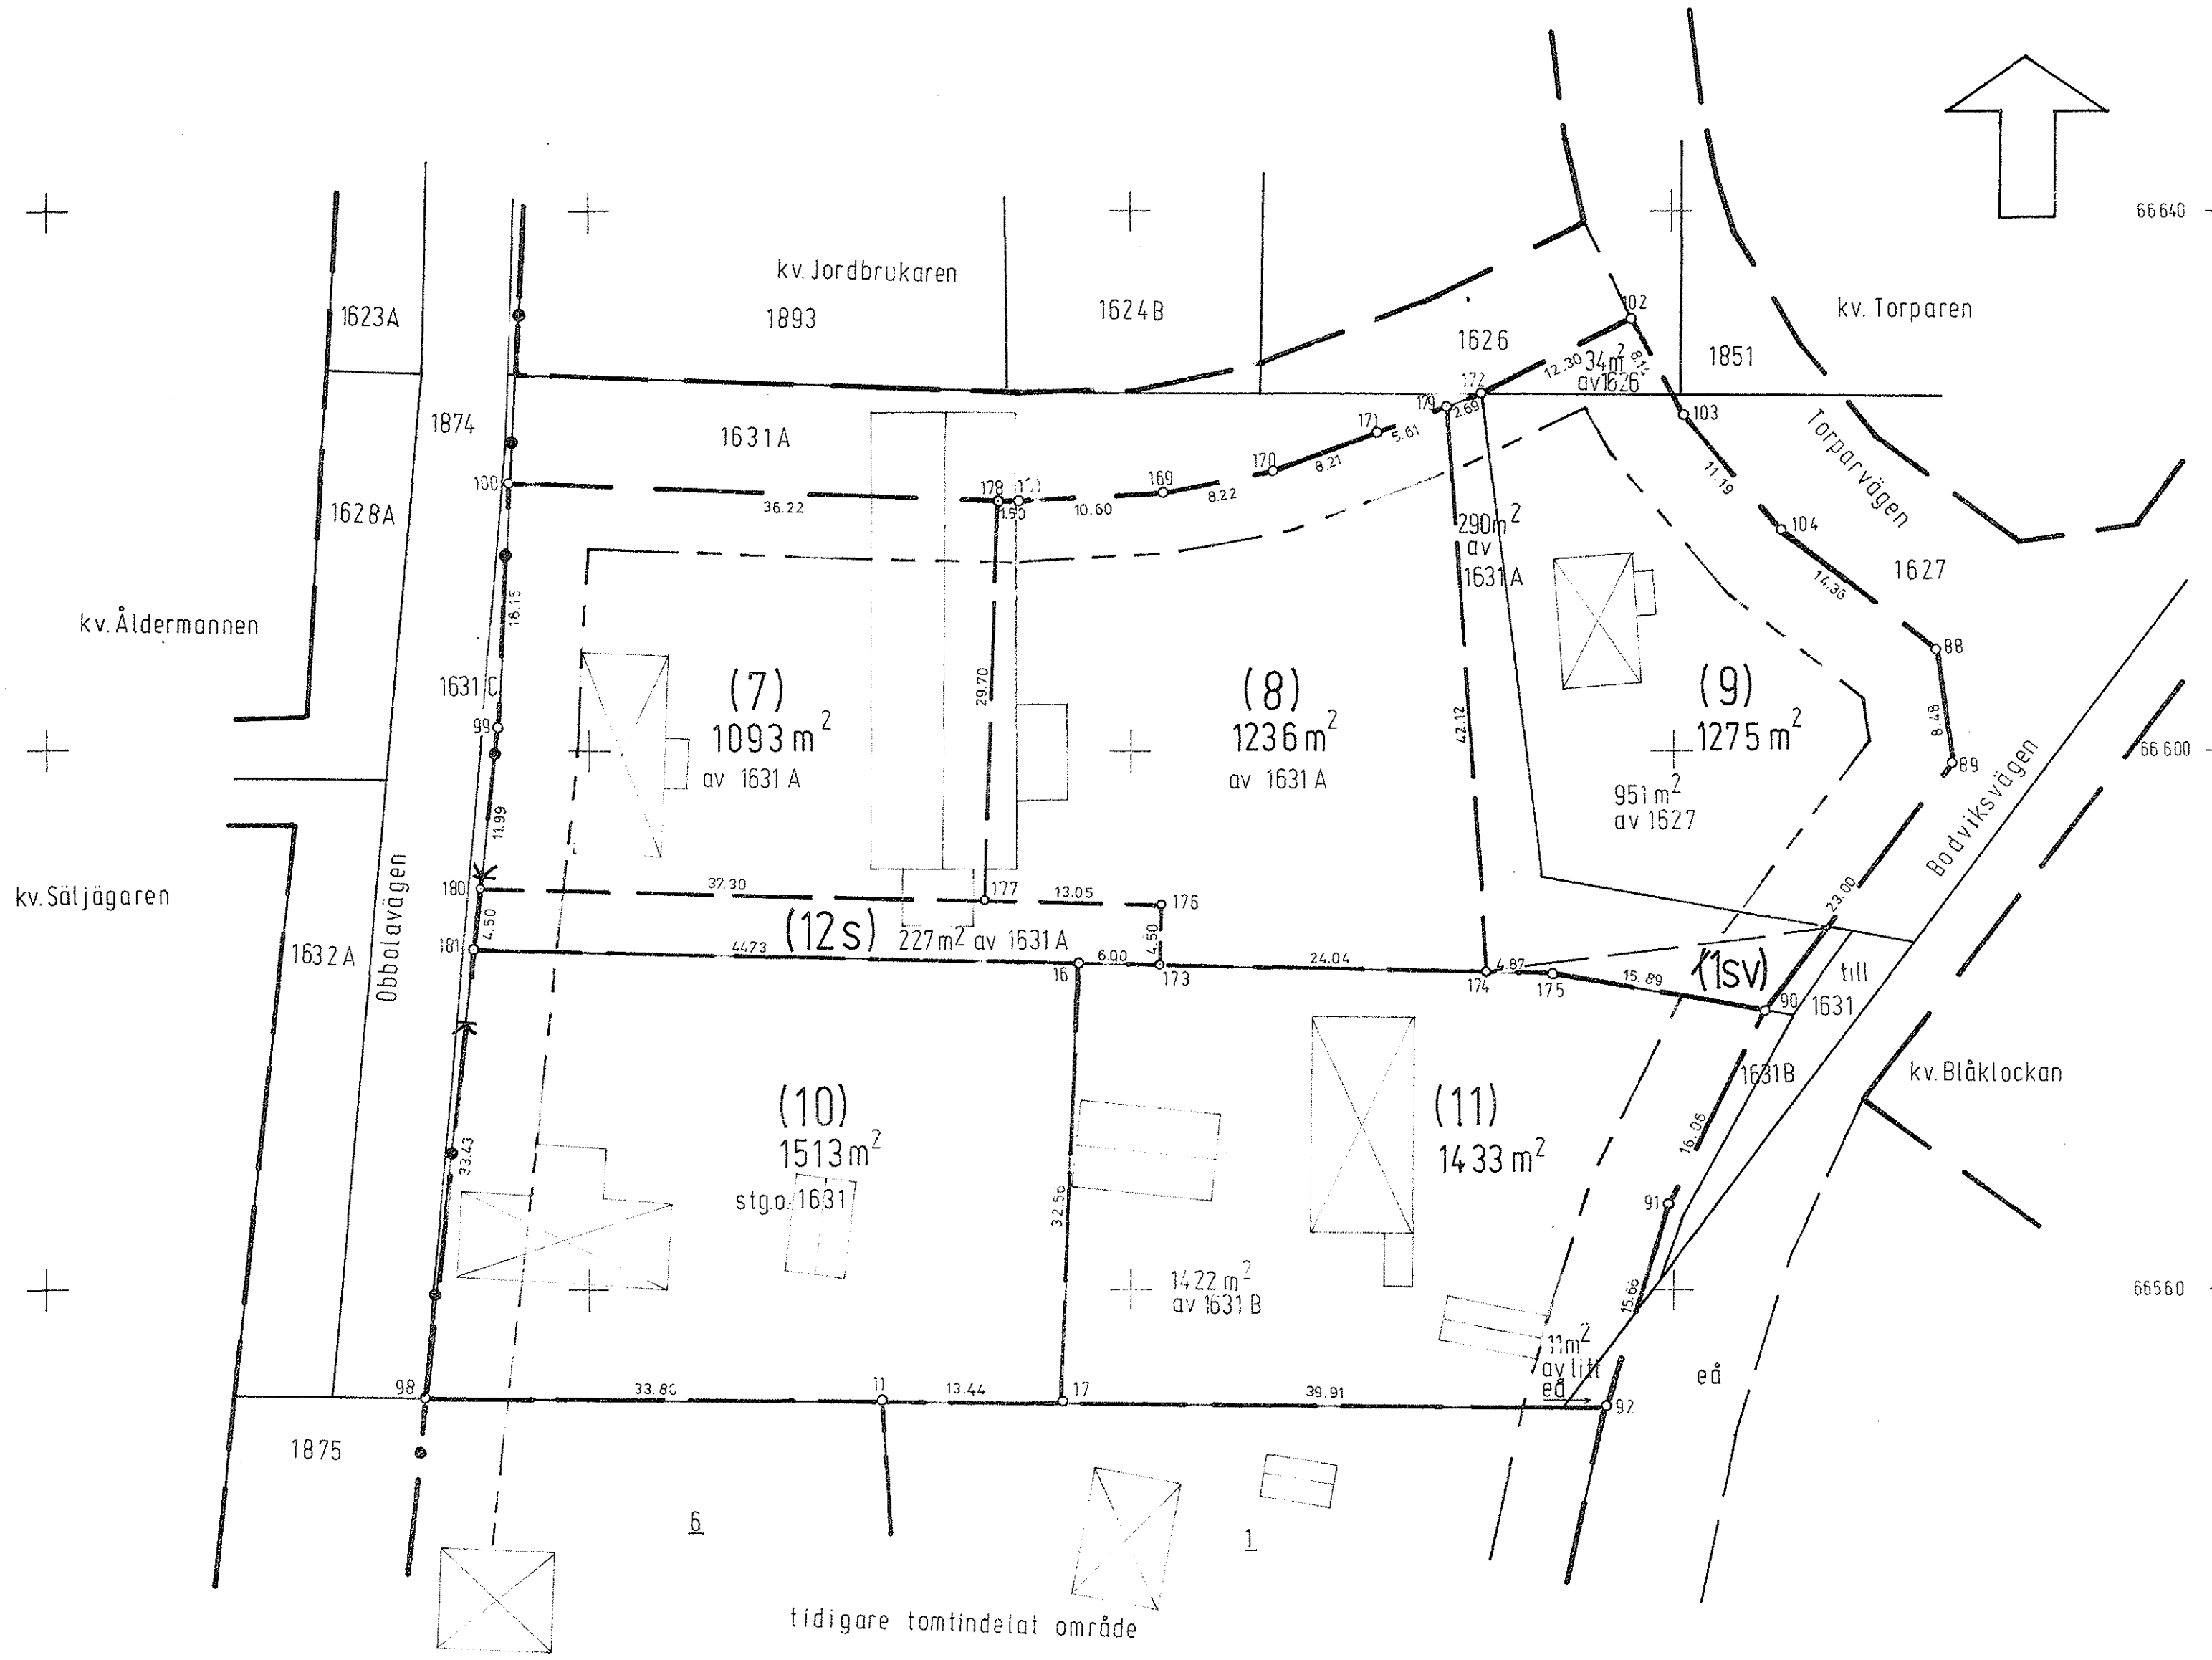 66640
kv. Jordbrukaren
1893
1624B
1623A
1626
102
kv. Torparen
1851
12.30
34m²
av 1626
172
179
2.69
103
1874
1631A
171
5.61
Torparvägen
170
8.21
11.19
100
178
169
8.22
36.22
1.50
10.60
1628A
290m²
av
1631A
104
1627
14.36
18.15
kv. Åldermannen
88
1631C
(7)
1093 m²
av 1631 A
29.70
(8)
1236 m²
av 1631 A
42.12
(9)
1275 m²
8.48
99
66 600
89
951 m²
av 1627
Bodviksvägen
11.99
kv. Säljägaren
180
37.30
177
13.05
176
23.00
Obbolavägen
4.50
(12s)
227m² av 1631 A
4.50
181
4473
16
6.00
173
24.04
174
4.87
175
15.89
(1sv)
till
1631
90
1632A
1631B
kv. Blåklockan
(10)
1513 m²
stg.o. 1631
(11)
1433 m²
16.06
33.43
32.56
91
1422 m²
av 1631 B
15.66
66560
11m²
av litt
eå
eå
98
11
13.44
17
39.91
92
1875
6
1
tidigare tomtindelat område